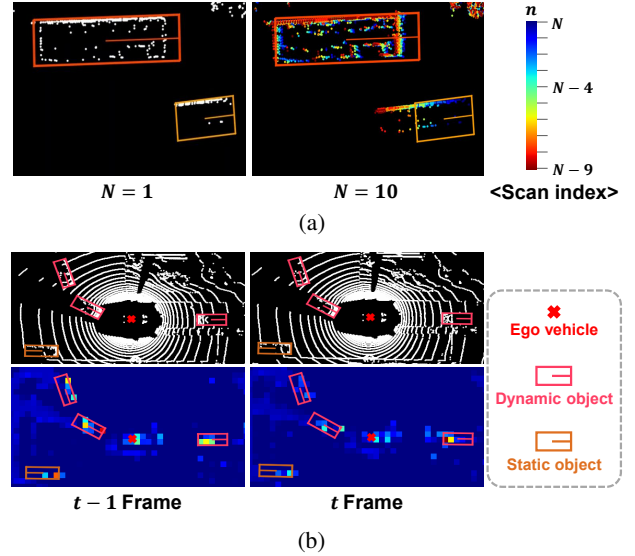 n
N
N − 4
N − 9
<Scan index>
N = 1
N = 10
(a)
Ego vehicle
Dynamic object
Static object
t − 1 Frame
t Frame
(b)